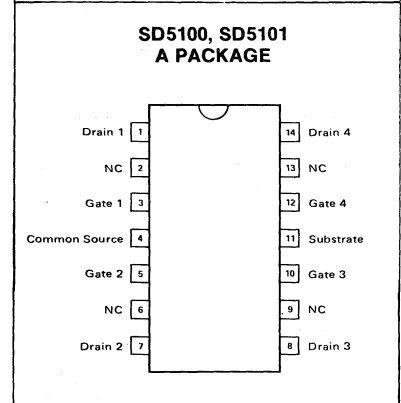 SD5100, SD5101
A PACKAGE
Drain 1 1 14 Drain 4
NC 2 13 NC
Gate 1 3 12 Gate 4
Common Source 4 11 Substrate
Gate 2 5 10 Gate 3
NC 6 9 NC
Drain 2 7 8 Drain 3